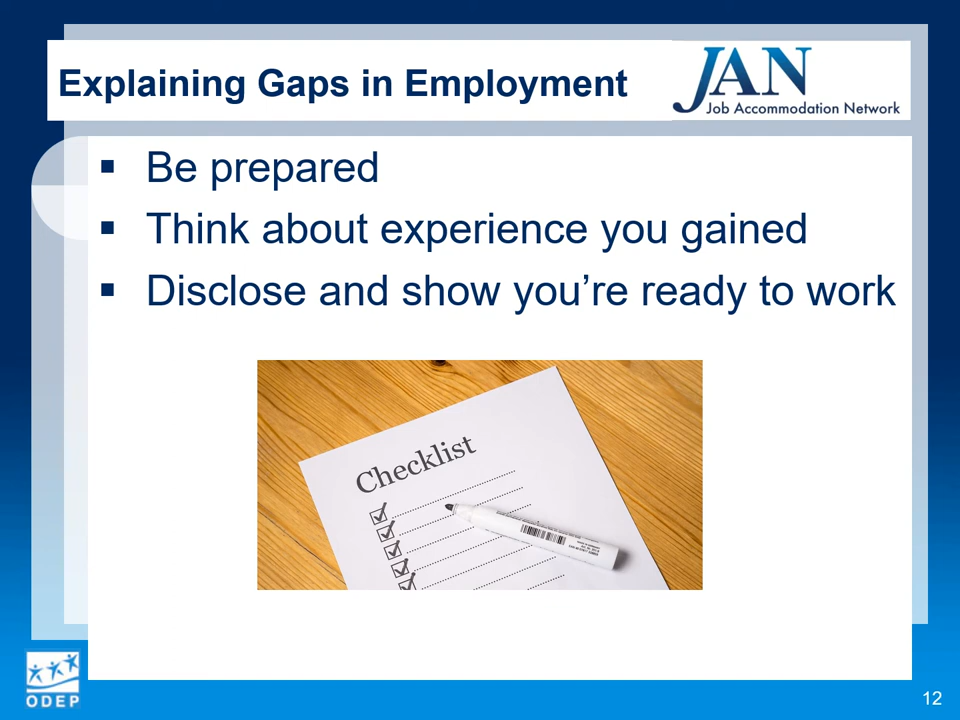 Explaining Gaps in Employment
JAN
Job Accommodation Network
▪ Be prepared
▪ Think about experience you gained
▪ Disclose and show you’re ready to work
Checklist
ODEP
12